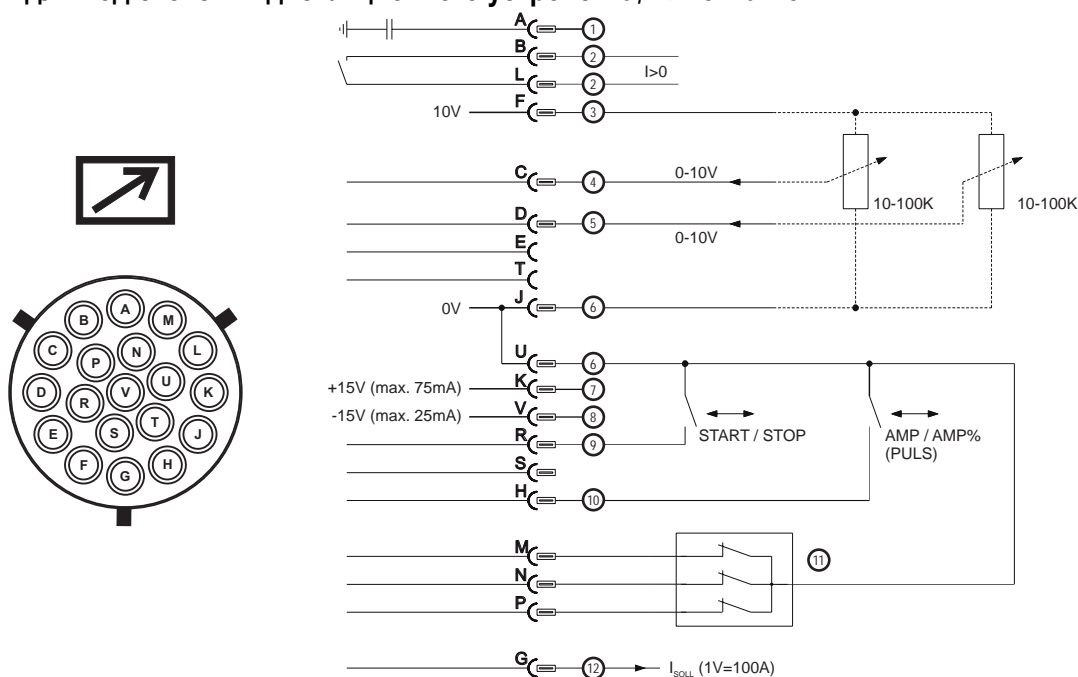 A 1
B 2
I>0
L 2
10V F 3
C 4 0-10V
10-100K 10-100K
D 5
0-10V
E
T
0V J 6
U 6
+15V (max. 75mA) K 7
-15V (max. 25mA) V 8
START / STOP AMP / AMP%
(PULS)
R 9
S
H 10
M 11
N
P
G 12 I_SOLL (1V=100A)
A
B M
C N L
P
D R V U K
E S T J
F H
G